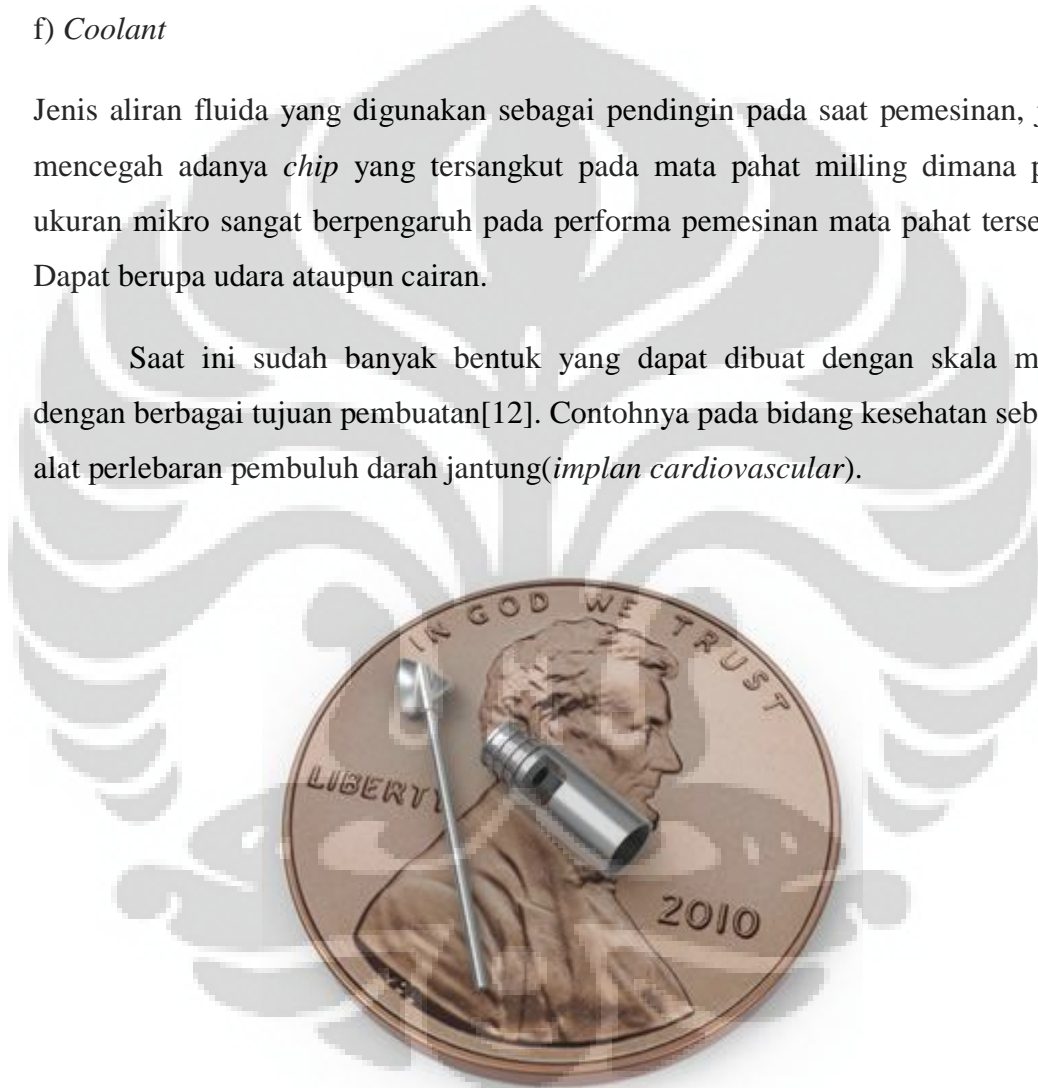 f) Coolant
Jenis aliran fluida yang digunakan sebagai pendingin pada saat pemesinan,
mencegah adanya chip yang tersangkut pada mata pahat milling dimana
ukuran mikro sangat berpengaruh pada performa pemesinan mata pahat
Dapat berupa udara ataupun cairan.
Saat ini sudah banyak bentuk yang dapat dibuat dengan skala
dengan berbagai tujuan pembuatan[12]. Contohnya pada bidang kesehatan
alat perlebaran pembuluh darah jantung(implan cardiovascular).
IN GOD WE TRUST
LIBERTY
2010